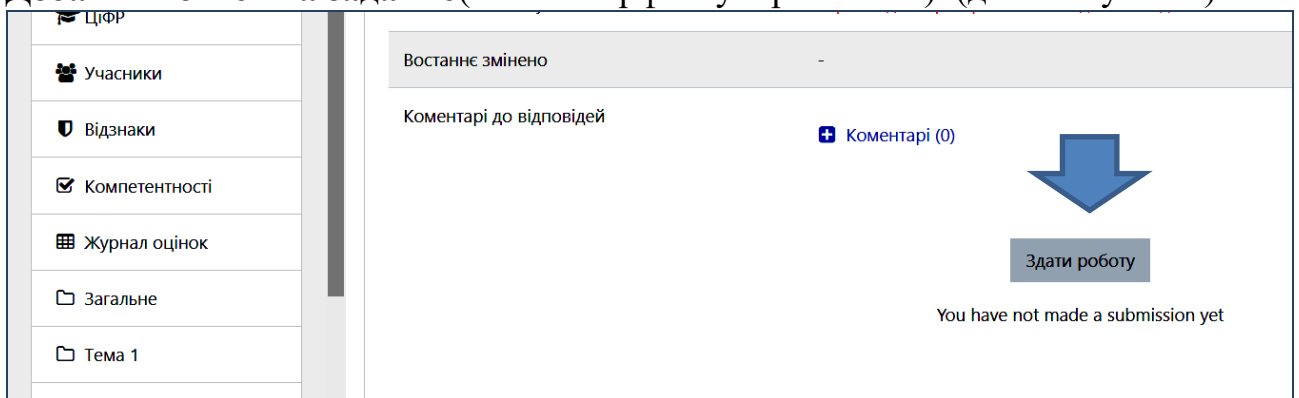 ЦіФР
Учасники
Відзнаки
Компетентності
Журнал оцінок
Загальне
Тема 1
Востаннє змінено -
Коментарі до відповідей
Коментарі (0)
Здати роботу
You have not made a submission yet